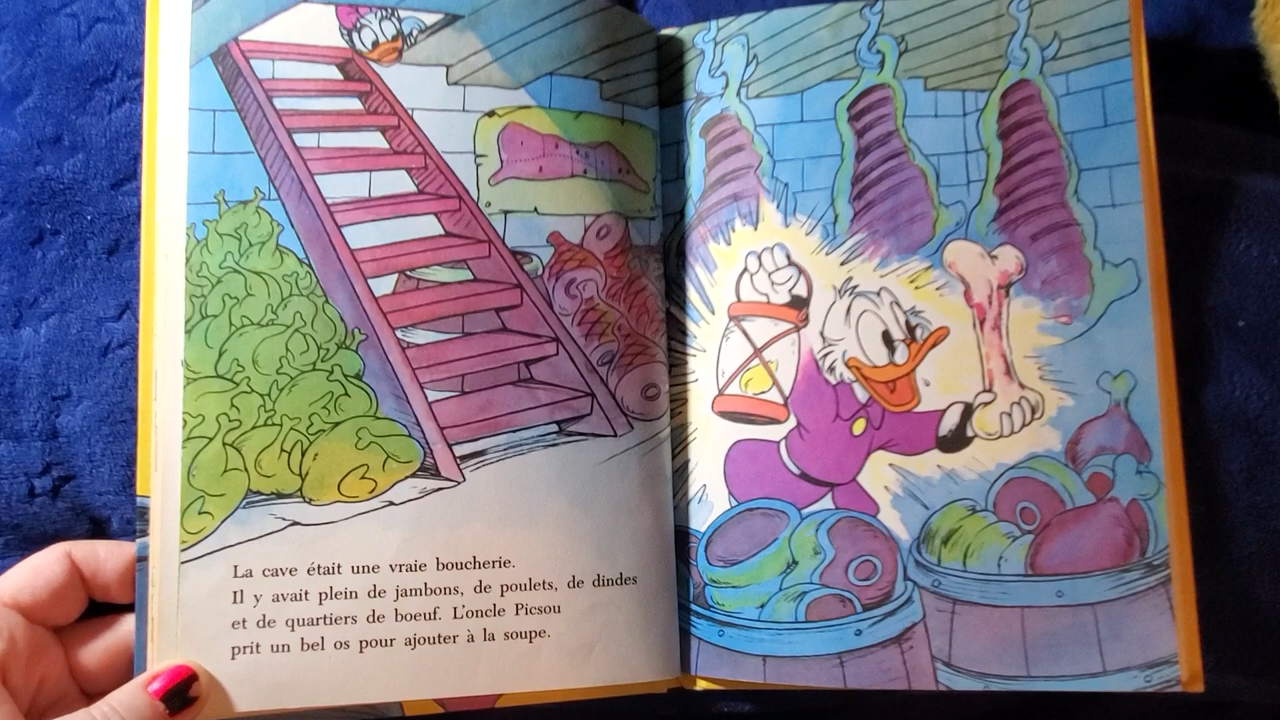 La cave était une vraie boucherie.
Il y avait plein de jambons, de poulets, de dindes
et de quartiers de boeuf. L'oncle Picsou
prit un bel os pour ajouter à la soupe.